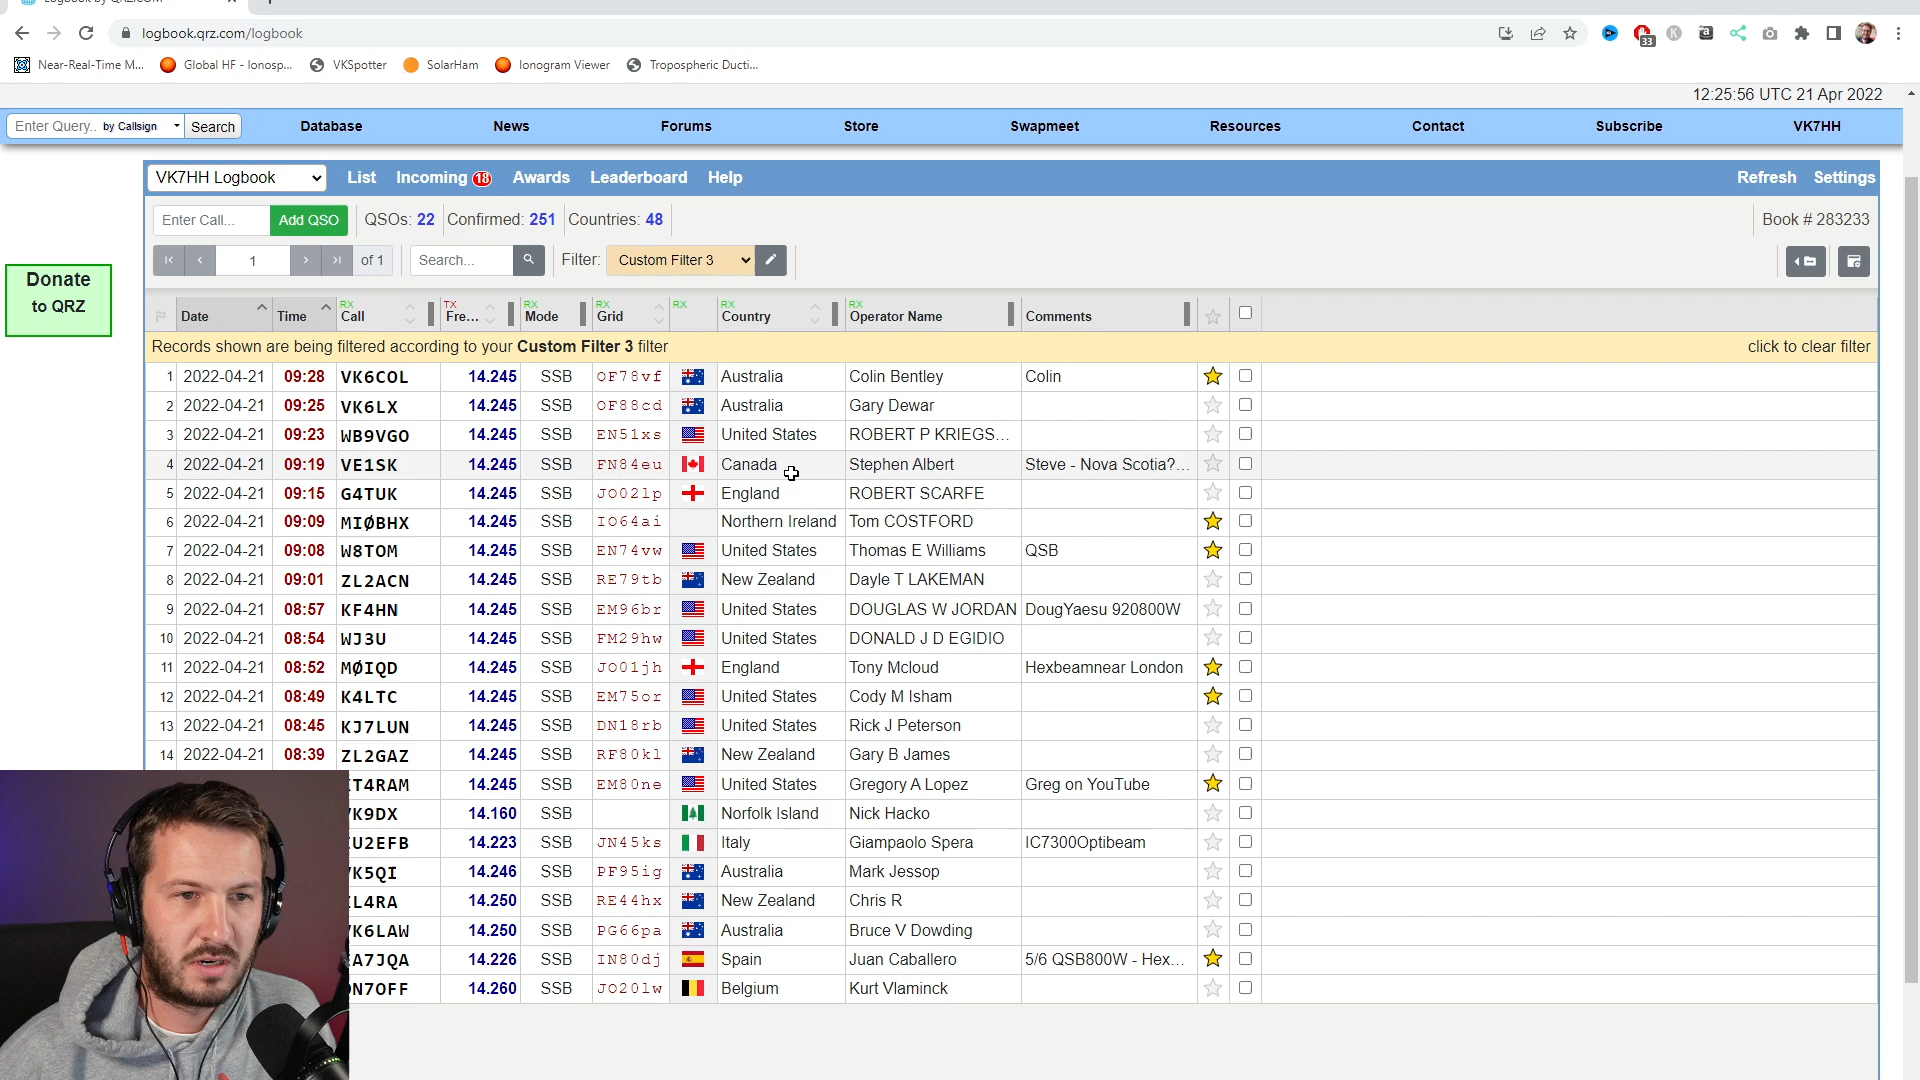 logbook.qrz.com/logbook
33
Near-Real-Time M... Global HF - Ionosp... VKSpotter SolarHam Ionogram Viewer Tropospheric Ducti...
12:25:56 UTC 21 Apr 2022
Enter Query.. by Callsign Search Database News Forums Store Swapmeet Resources Contact Subscribe VK7HH
VK7HH Logbook List Incoming 18 Awards Leaderboard Help Refresh Settings
Enter Call... Add QSO QSOs: 22 Confirmed: 251 Countries: 48 Book # 283233
1 of 1 Search... Filter: Custom Filter 3
Donate
to QRZ
Date Time RX Call TX Fre... RX Mode RX Grid RX RX Country RX Operator Name Comments
Records shown are being filtered according to your Custom Filter 3 filter click to clear filter
1 2022-04-21 09:28 VK6COL 14.245 SSB OF78vf Australia Colin Bentley Colin
2 2022-04-21 09:25 VK6LX 14.245 SSB OF88cd Australia Gary Dewar
3 2022-04-21 09:23 WB9VGO 14.245 SSB EN51xs United States ROBERT P KRIEGS...
4 2022-04-21 09:19 VE1SK 14.245 SSB FN84eu Canada Stephen Albert Steve - Nova Scotia?...
5 2022-04-21 09:15 G4TUK 14.245 SSB JO02lp England ROBERT SCARFE
6 2022-04-21 09:09 MIØBHX 14.245 SSB IO64ai Northern Ireland Tom COSTFORD
7 2022-04-21 09:08 W8TOM 14.245 SSB EN74vw United States Thomas E Williams QSB
8 2022-04-21 09:01 ZL2ACN 14.245 SSB RE79tb New Zealand Dayle T LAKEMAN
9 2022-04-21 08:57 KF4HN 14.245 SSB EM96br United States DOUGLAS W JORDAN DougYaesu 920800W
10 2022-04-21 08:54 WJ3U 14.245 SSB FM29hw United States DONALD J D EGIDIO
11 2022-04-21 08:52 MØIQD 14.245 SSB JO01jh England Tony Mcloud Hexbeamnear London
12 2022-04-21 08:49 K4LTC 14.245 SSB EM75or United States Cody M Isham
13 2022-04-21 08:45 KJ7LUN 14.245 SSB DN18rb United States Rick J Peterson
14 2022-04-21 08:39 ZL2GAZ 14.245 SSB RF80kl New Zealand Gary B James
T4RAM 14.245 SSB EM80ne United States Gregory A Lopez Greg on YouTube
K9DX 14.160 SSB Norfolk Island Nick Hacko
U2EFB 14.223 SSB JN45ks Italy Giampaolo Spera IC7300Optibeam
K5QI 14.246 SSB PF95ig Australia Mark Jessop
L4RA 14.250 SSB RE44hx New Zealand Chris R
K6LAW 14.250 SSB PG66pa Australia Bruce V Dowding
A7JQA 14.226 SSB IN80dj Spain Juan Caballero 5/6 QSB800W - Hex...
N7OFF 14.260 SSB JO20lw Belgium Kurt Vlaminck